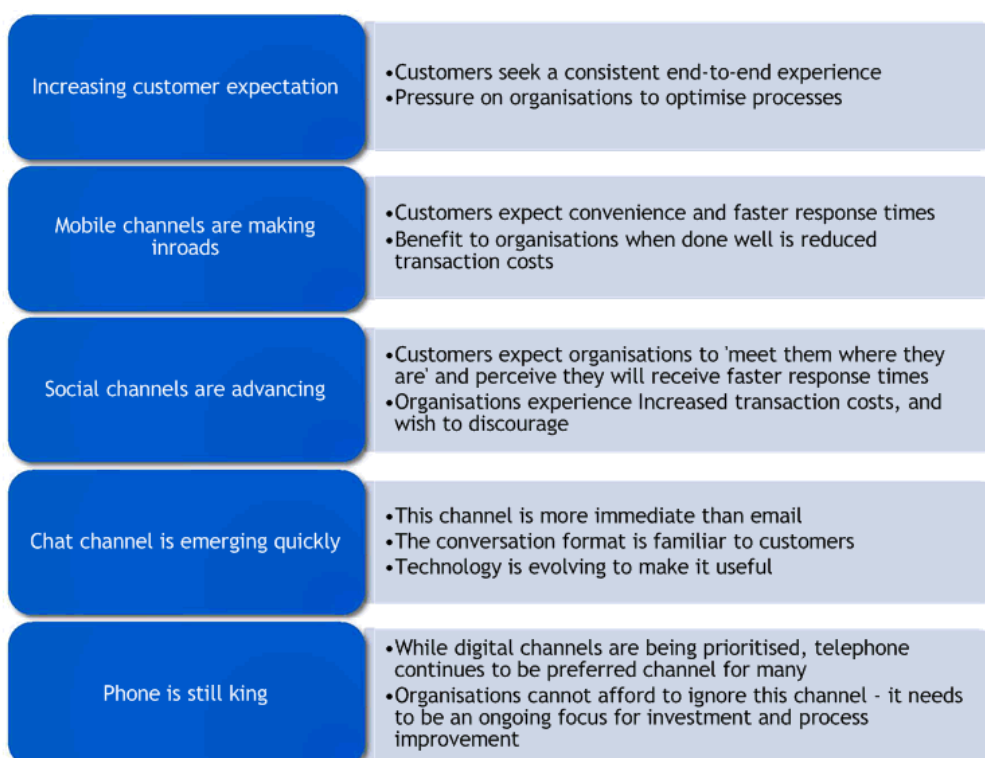 Increasing customer expectation
•Customers seek a consistent end-to-end experience
•Pressure on organisations to optimise processes
Mobile channels are making
inroads
•Customers expect convenience and faster response times
•Benefit to organisations when done well is reduced
transaction costs
Social channels are advancing
•Customers expect organisations to 'meet them where they
are' and perceive they will receive faster response times
•Organisations experience Increased transaction costs, and
wish to discourage
Chat channel is emerging quickly
•This channel is more immediate than email
•The conversation format is familiar to customers
•Technology is evolving to make it useful
Phone is still king
•While digital channels are being prioritised, telephone
continues to be preferred channel for many
•Organisations cannot afford to ignore this channel - it needs
to be an ongoing focus for investment and process
improvement